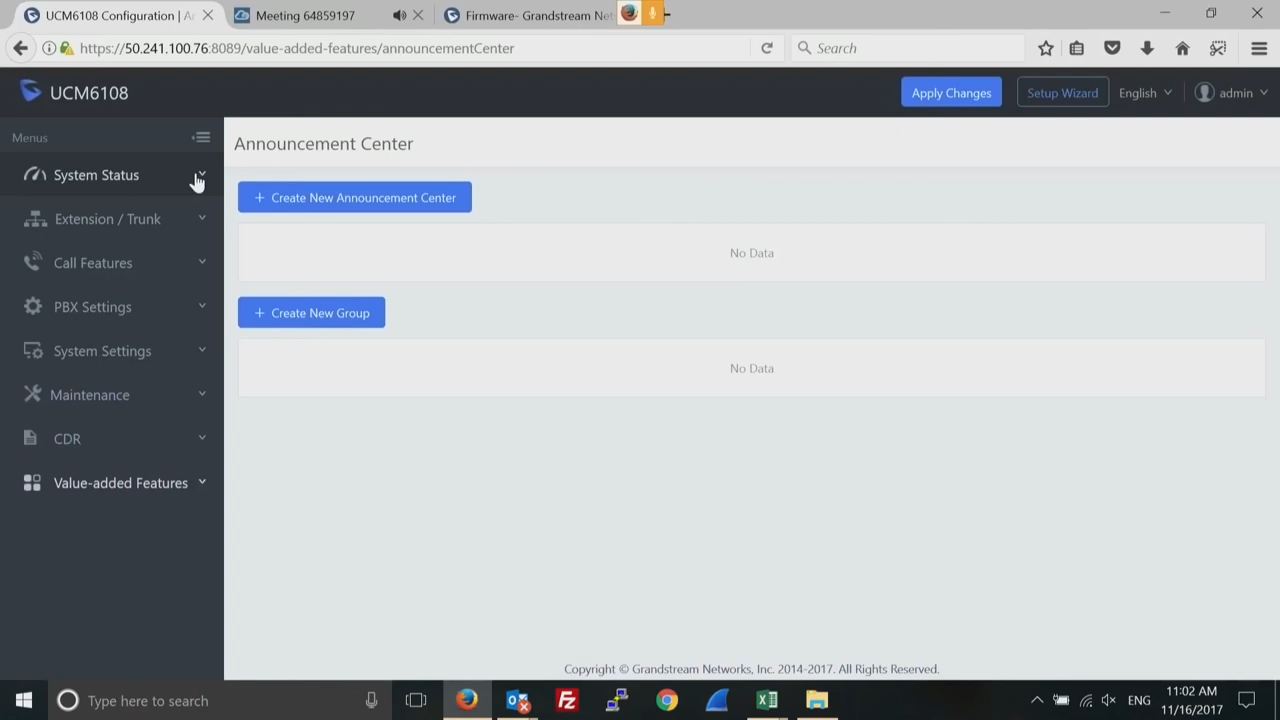 UCM6108 Configuration | A
Meeting 64859197
Firmware- Grandstream Net
https://50.241.100.76:8089/value-added-features/announcementCenter
Search
UCM6108
Apply Changes
Setup Wizard
English
admin
Menus
System Status
Extension / Trunk
Call Features
PBX Settings
System Settings
Maintenance
CDR
Value-added Features
Announcement Center
+ Create New Announcement Center
No Data
+ Create New Group
No Data
Copyright © Grandstream Networks, Inc. 2014-2017. All Rights Reserved.
Type here to search
ENG
11:02 AM
11/16/2017